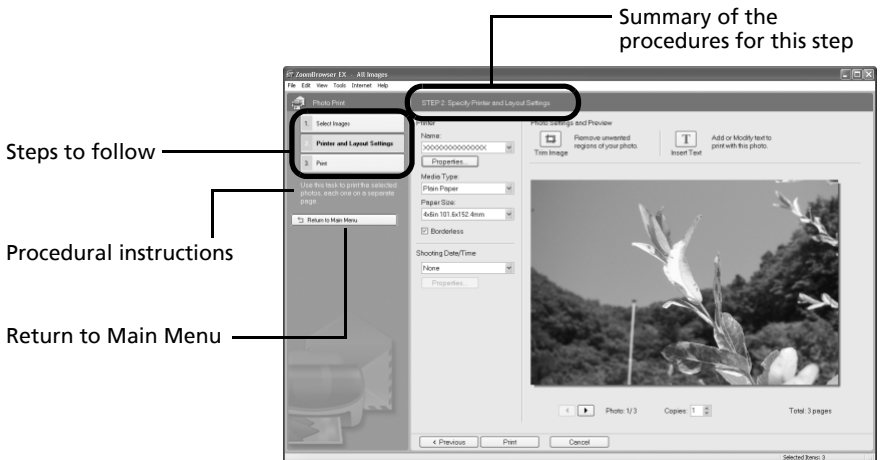 Summary of the
procedures for this step
ZoomBrowser EX - All Images
File Edit View Tools Internet Help
Photo Print
STEP 2: Specify Printer and Layout Settings
1. Select Images
2. Printer and Layout Settings
3. Print
Steps to follow
Use this task to print the selected
photos, each one on a separate
page.
Return to Main Menu
Procedural instructions
Return to Main Menu
Printer
Name:
XXXXXXXXXXXXXX
Properties...
Media Type:
Plain Paper
Paper Size:
4x6in 101.6x152.4mm
Borderless
Shooting Date/Time
None
Properties...
Photo Settings and Preview
Trim Image
Remove unwanted
regions of your photo.
T
Insert Text
Add or Modify text to
print with this photo.
Photo: 1/3
Copies: 1
Total: 3 pages
< Previous
Print
Cancel
Selected Items: 3